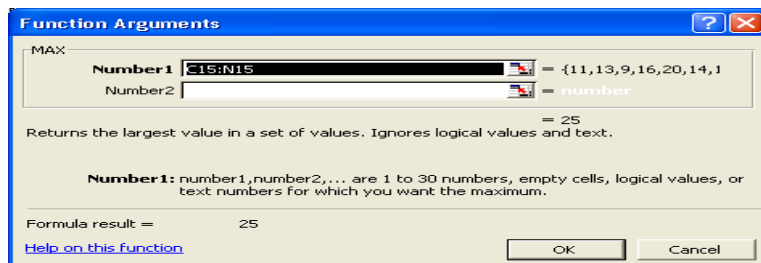 Function Arguments
MAX
Number1 C15:N15 = {11,13,9,16,20,14,1
Number2 = number
= 25
Returns the largest value in a set of values. Ignores logical values and text.
Number1: number1,number2,... are 1 to 30 numbers, empty cells, logical values, or
text numbers for which you want the maximum.
Formula result = 25
Help on this function OK Cancel